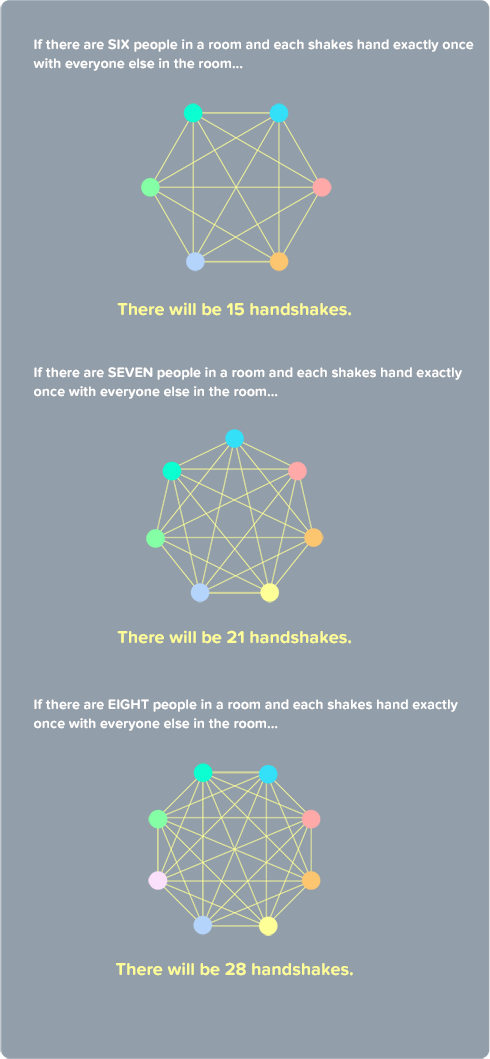 If there are SIX people in a room and each shakes hand exactly once
with everyone else in the room...
There will be 15 handshakes.
If there are SEVEN people in a room and each shakes hand exactly
once with everyone else in the room...
There will be 21 handshakes.
If there are EIGHT people in a room and each shakes hand exactly
once with everyone else in the room...
There will be 28 handshakes.